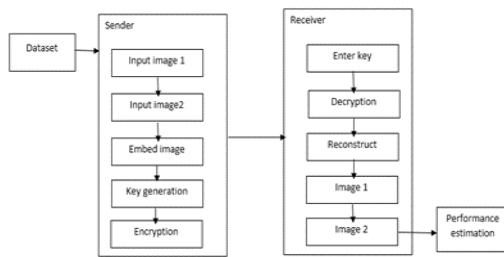 Dataset
Sender
Input image 1
Input image2
Embed image
Key generation
Encryption
Receiver
Enter key
Decryption
Reconstruct
Image 1
Image 2
Performance
estimation